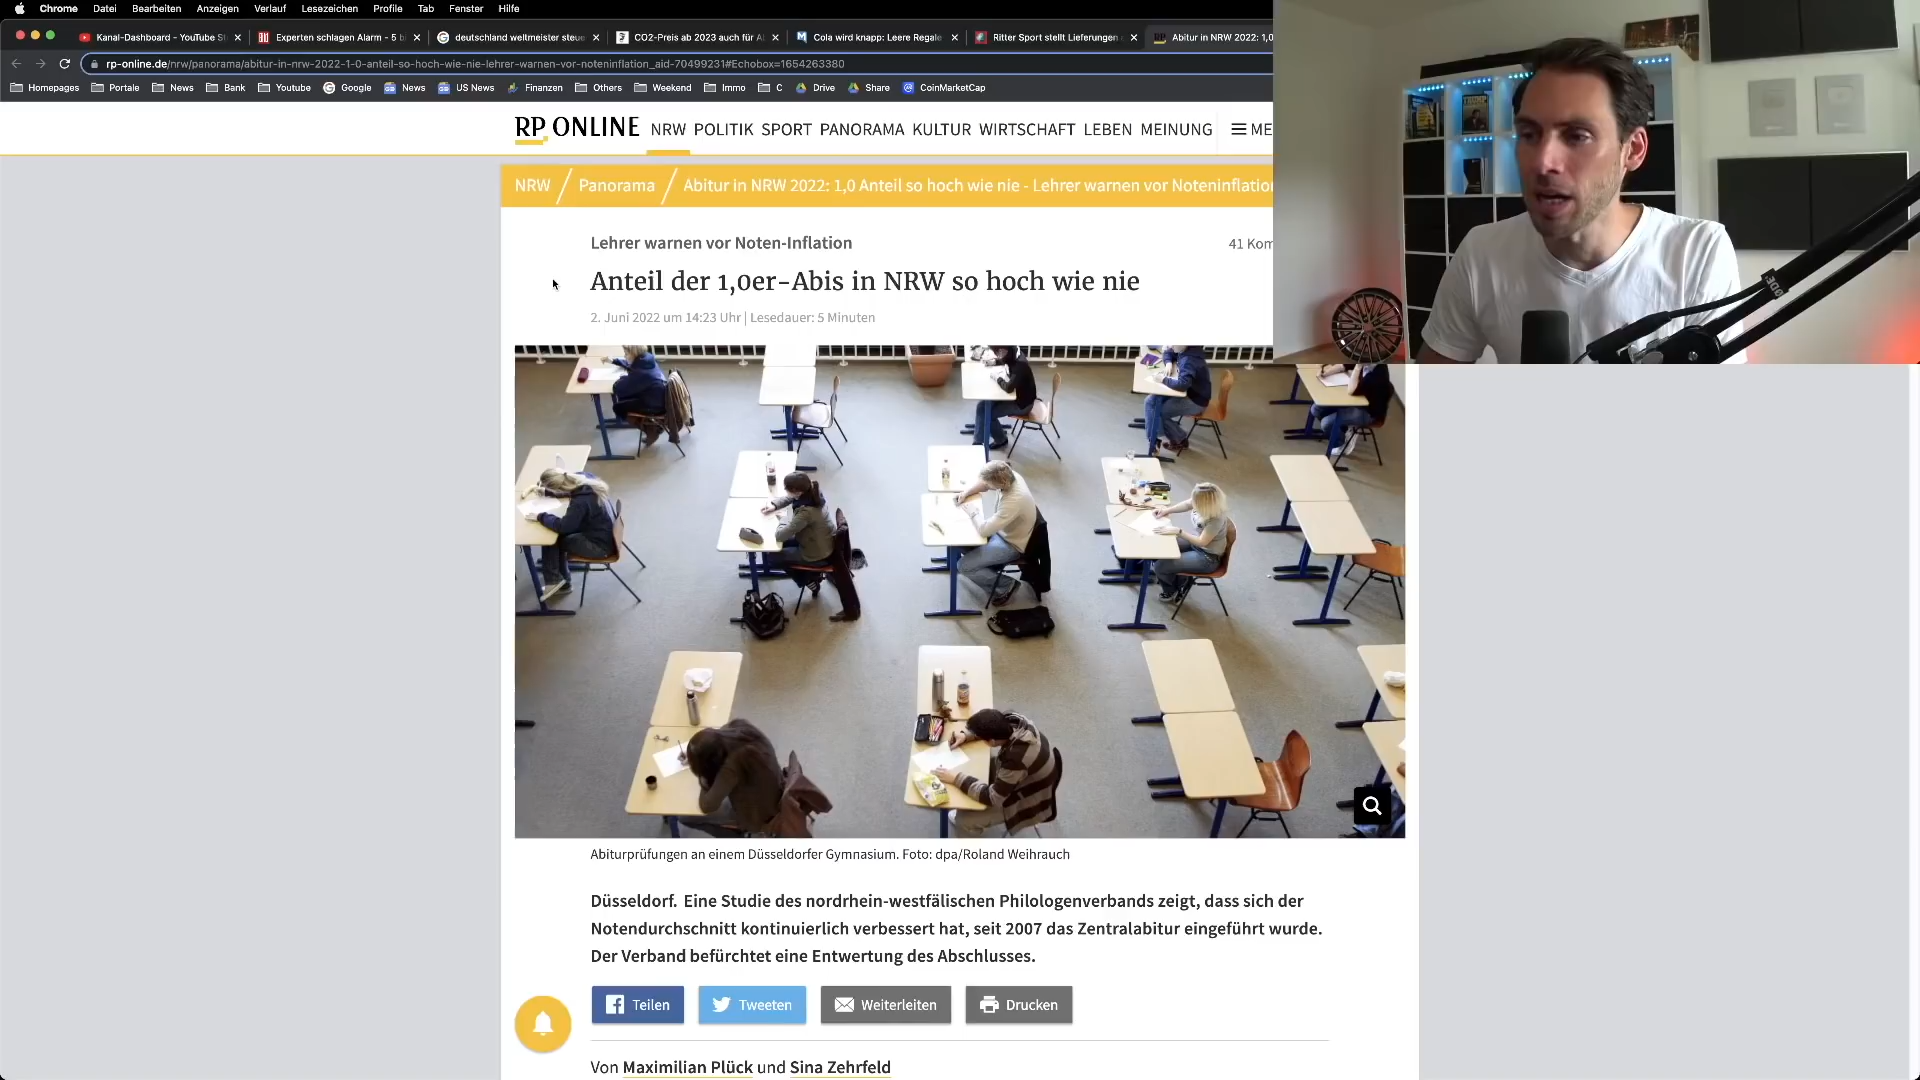 Chrome Datei Bearbeiten Anzeigen Verlauf Lesezeichen Profile Tab Fenster Hilfe
Kanal-Dashboard - YouTube St Experten schlagen Alarm - 5 b deutschland weltmeister steue CO2-Preis ab 2023 auch für A Cola wird knapp: Leere Regale Ritter Sport stellt Lieferungen Abitur in NRW 2022: 1,0
rp-online.de/nrw/panorama/abitur-in-nrw-2022-1-0-anteil-so-hoch-wie-nie-lehrer-warnen-vor-noteninflation_aid-70499231#Echobox=1654263380
Homepages Portale News Bank Youtube Google News US News Finanzen Others Weekend Immo C Drive Share CoinMarketCap
RP ONLINE NRW POLITIK SPORT PANORAMA KULTUR WIRTSCHAFT LEBEN MEINUNG ME
NRW Panorama Abitur in NRW 2022: 1,0 Anteil so hoch wie nie - Lehrer warnen vor Noteninflation
Lehrer warnen vor Noten-Inflation
41 Kom
Anteil der 1,0er-Abis in NRW so hoch wie nie
2. Juni 2022 um 14:23 Uhr | Lesedauer: 5 Minuten
Abiturprüfungen an einem Düsseldorfer Gymnasium. Foto: dpa/Roland Weihrauch
Düsseldorf. Eine Studie des nordrhein-westfälischen Philologenverbands zeigt, dass sich der
Notendurchschnitt kontinuierlich verbessert hat, seit 2007 das Zentralabitur eingeführt wurde.
Der Verband befürchtet eine Entwertung des Abschlusses.
Teilen Tweeten Weiterleiten Drucken
Von Maximilian Plück und Sina Zehrfeld